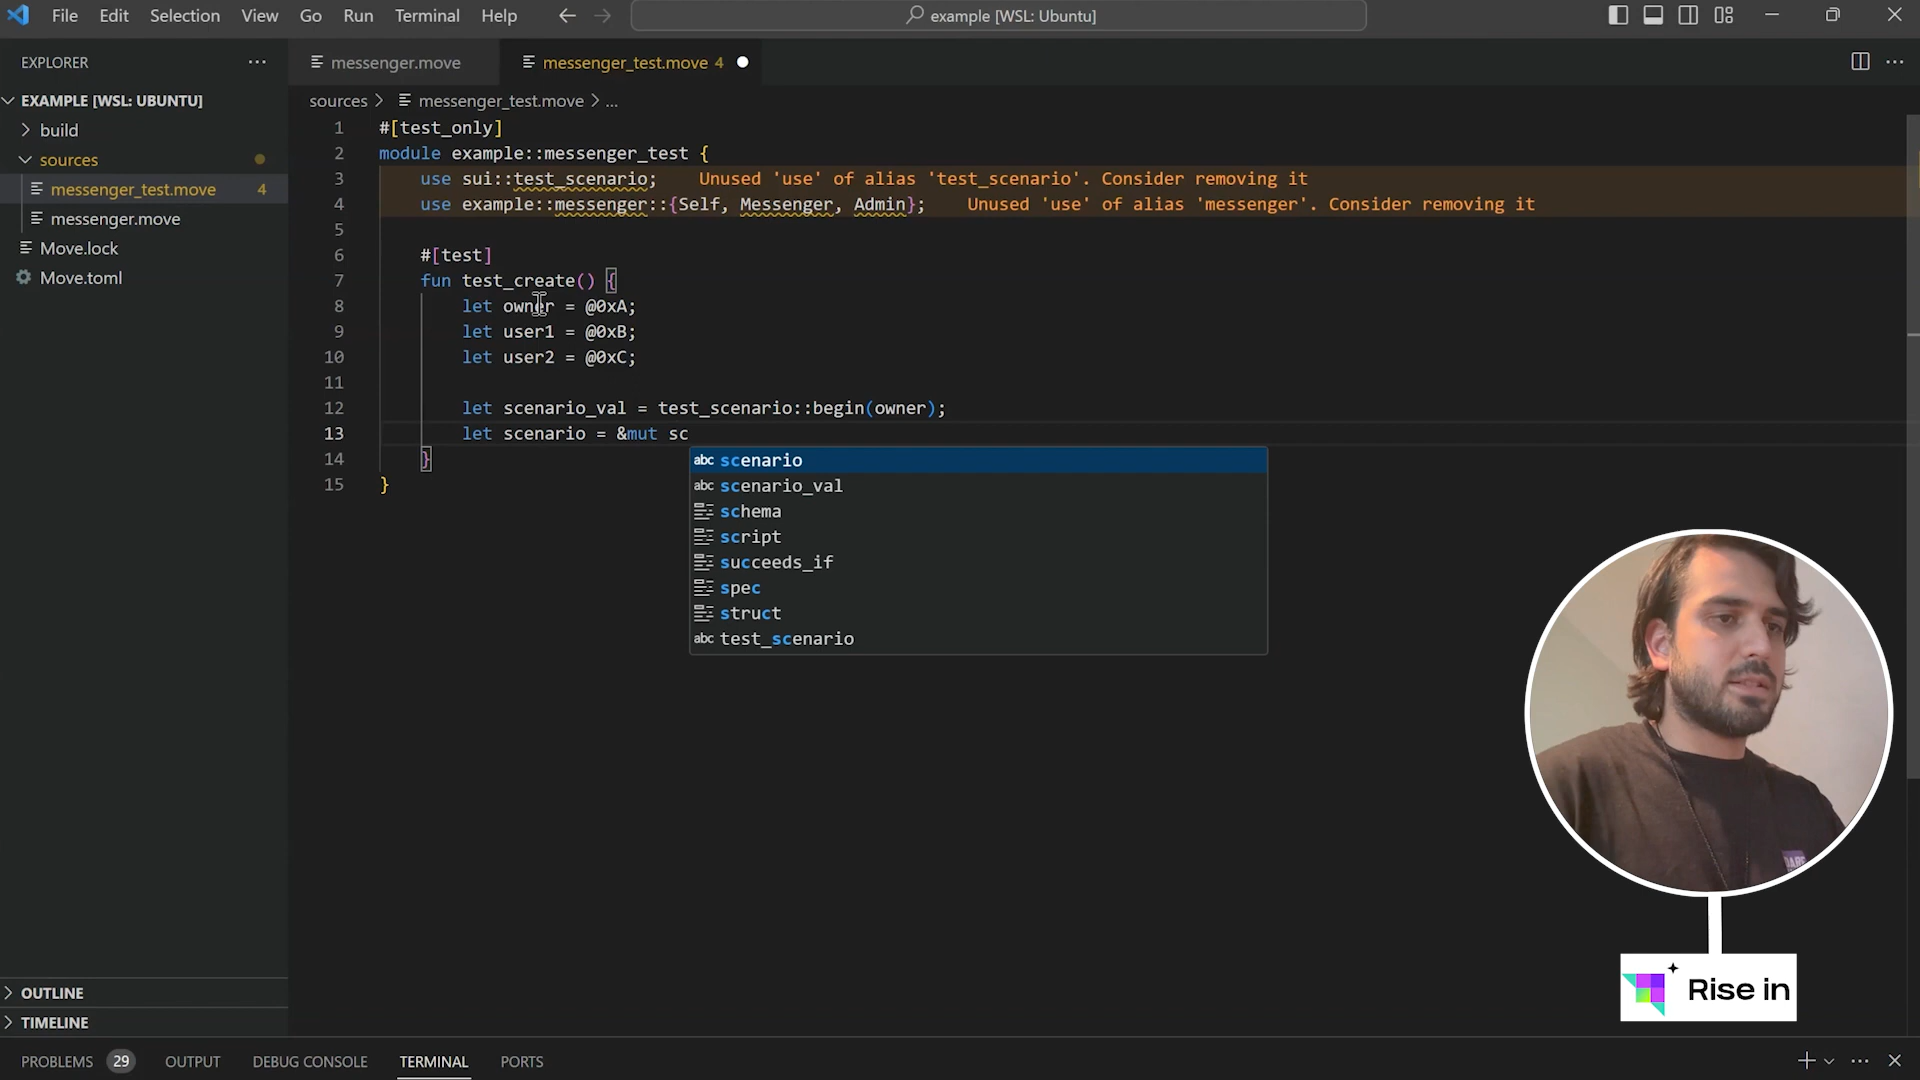 File Edit Selection View Go Run Terminal Help
example [WSL: Ubuntu]
EXPLORER
EXAMPLE [WSL: UBUNTU]
build
sources
messenger_test.move 4
messenger.move
Move.lock
Move.toml
OUTLINE
TIMELINE
messenger.move
messenger_test.move 4
sources > messenger_test.move > ...
1 #[test_only]
2 module example::messenger_test {
3 use sui::test_scenario; Unused 'use' of alias 'test_scenario'. Consider removing it
4 use example::messenger::{Self, Messenger, Admin}; Unused 'use' of alias 'messenger'. Consider removing it
5
6 #[test]
7 fun test_create() {
8 let owner = @0xA;
9 let user1 = @0xB;
10 let user2 = @0xC;
11
12 let scenario_val = test_scenario::begin(owner);
13 let scenario = &mut sc
14 }
15 }
abc scenario
abc scenario_val
schema
script
succeeds_if
spec
struct
abc test_scenario
Rise in
PROBLEMS 29 OUTPUT DEBUG CONSOLE TERMINAL PORTS